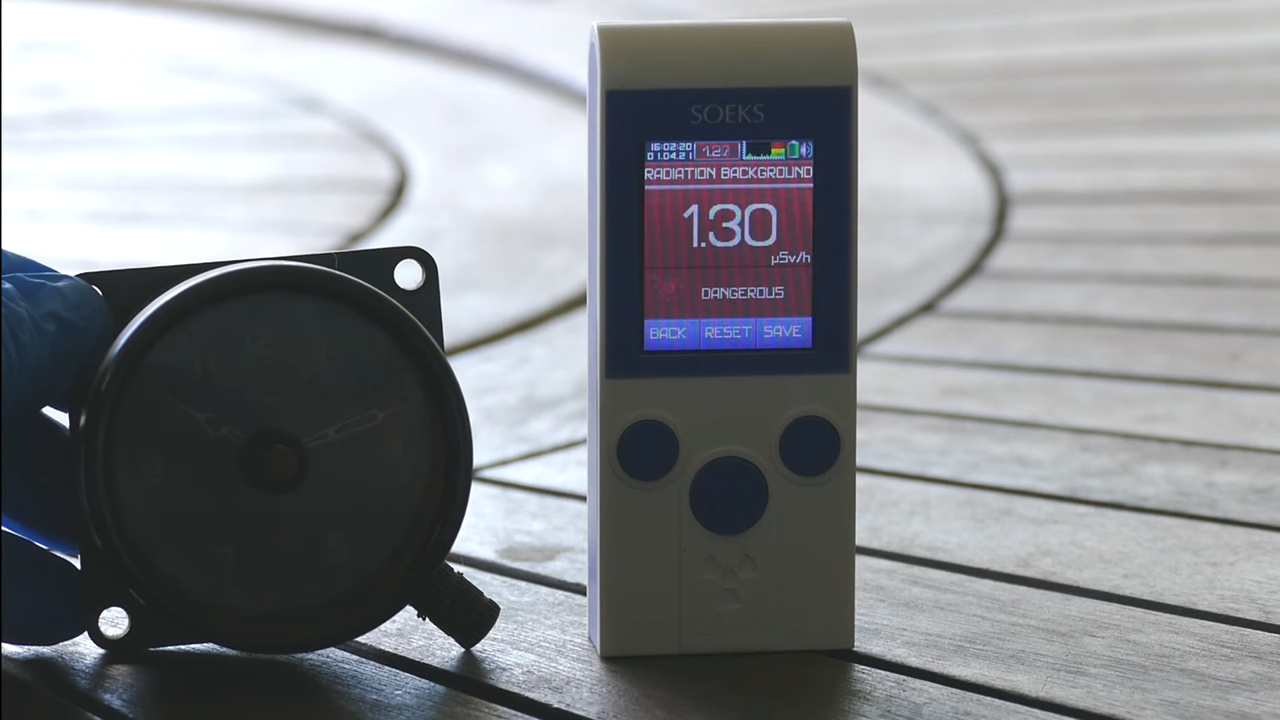 SOEKS
16:02:20
01.04.21
1.27
RADIATION BACKGROUND
1.30
µSv/h
DANGEROUS
BACK RESET SAVE